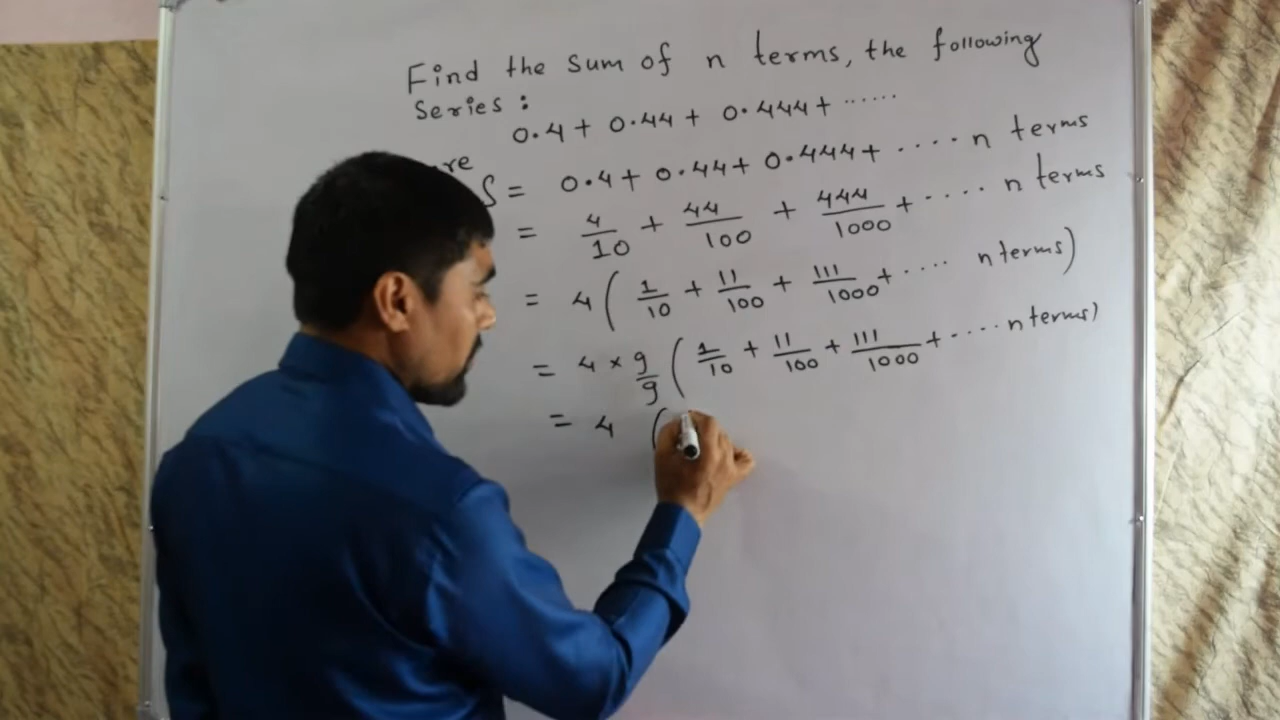 Find the sum of n terms, the following
series :
0.4 + 0.44 + 0.444 + ......
re
S = 0.4 + 0.44 + 0.444 + .... n terms
= 4/10 + 44/100 + 444/1000 + .... n terms
= 4 ( 1/10 + 11/100 + 111/1000 + .... n terms)
= 4 × 9/9 ( 1/10 + 11/100 + 111/1000 + .... n terms)
= 4 (